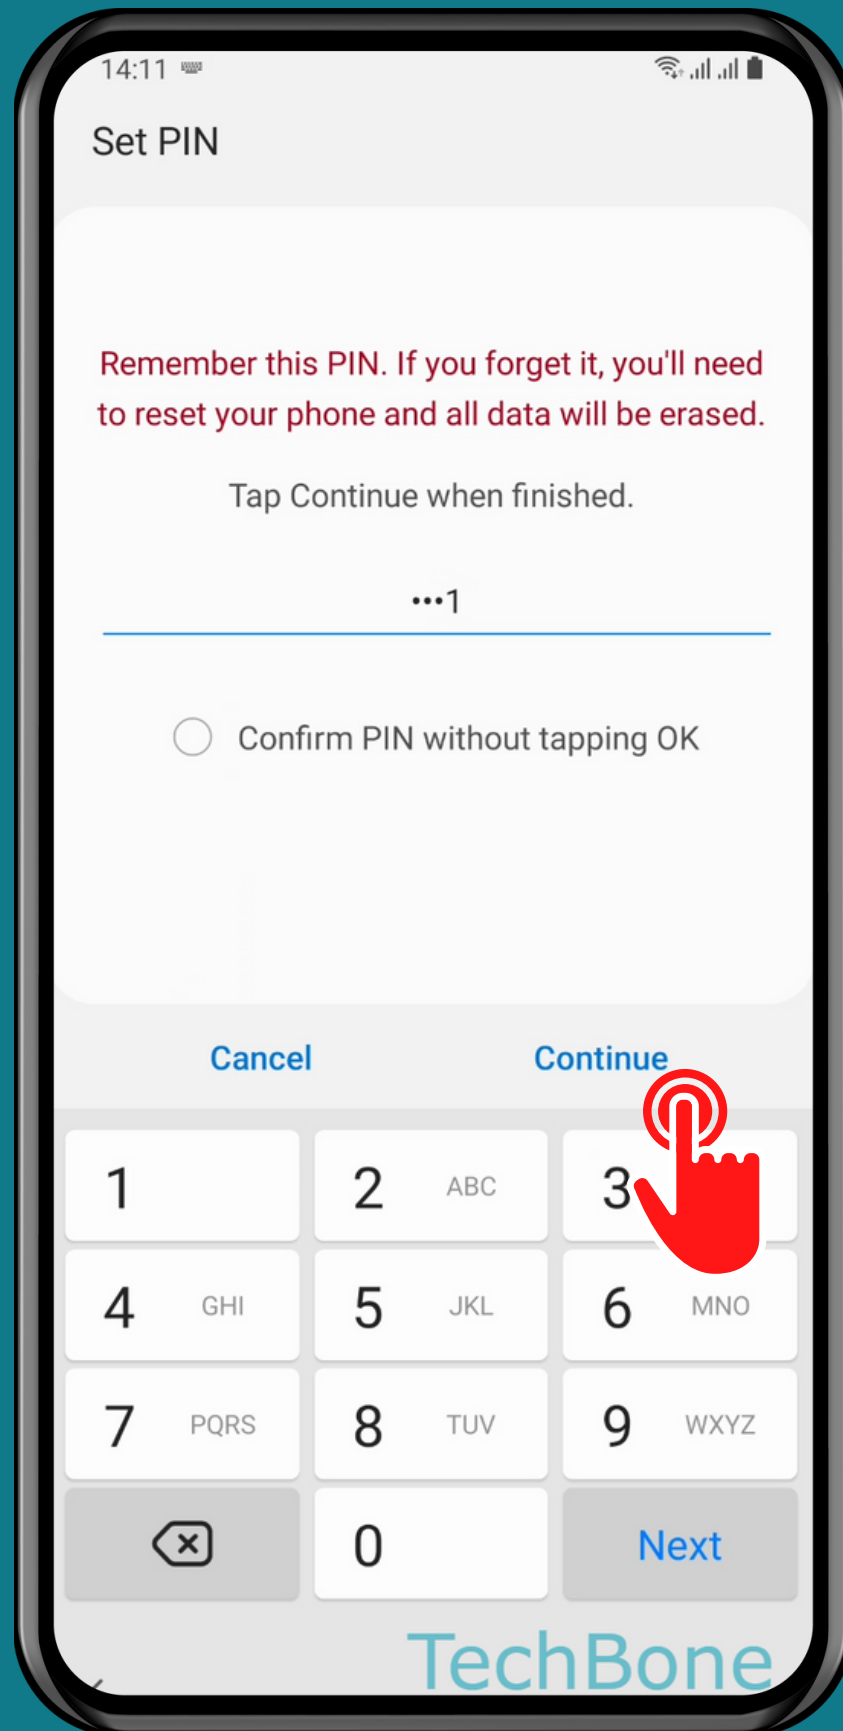 14:11
Set PIN
Remember this PIN. If you forget it, you'll need
to reset your phone and all data will be erased.
Tap Continue when finished.
•••1
Confirm PIN without tapping OK
Cancel Continue
1 2 ABC 3
4 GHI 5 JKL 6 MNO
7 PQRS 8 TUV 9 WXYZ
0 Next
TechBone